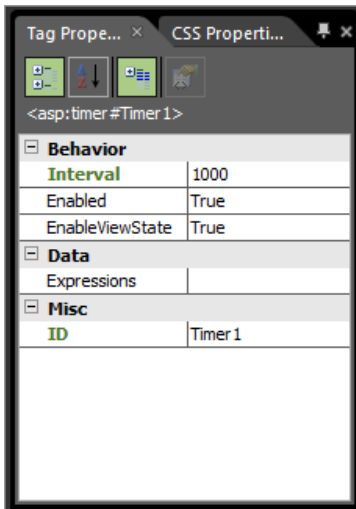 Tag Prope... × CSS Properti...
<asp:timer#Timer1>
Behavior
Interval 1000
Enabled True
EnableViewState True
Data
Expressions
Misc
ID Timer1